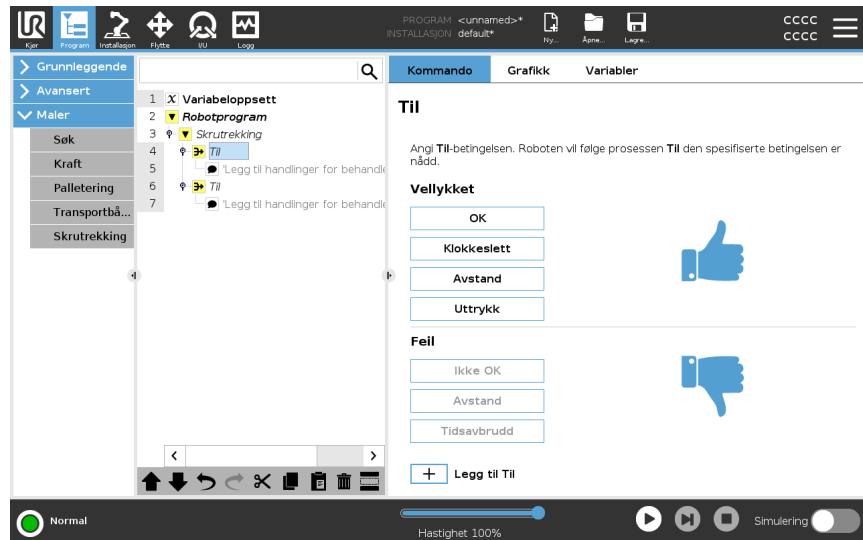 UR
PROGRAM <unnamed>*
INSTALLASJON default*
CCCC
CCCC
Kjør Program Installasjon Flytte I/U Logg Ny... Åpne... Lagre...
Grunnleggende
Avansert
Maler
Søk
Kraft
Palletering
Transportbå...
Skrutrekking
1 X Variabeloppsett
2 Robotprogram
3 Skrutrekking
4 Til
5 'Legg til handlinger for behandle
6 Til
7 'Legg til handlinger for behandle
Kommando Grafikk Variabler
Til
Angi Til-betingelsen. Roboten vil følge prosessen Til den spesifiserte betingelsen er
nådd.
Vellykket
OK
Klokkeslett
Avstand
Uttrykk
Feil
Ikke OK
Avstand
Tidsavbrudd
Legg til Til
Normal
Hastighet 100%
Simulering